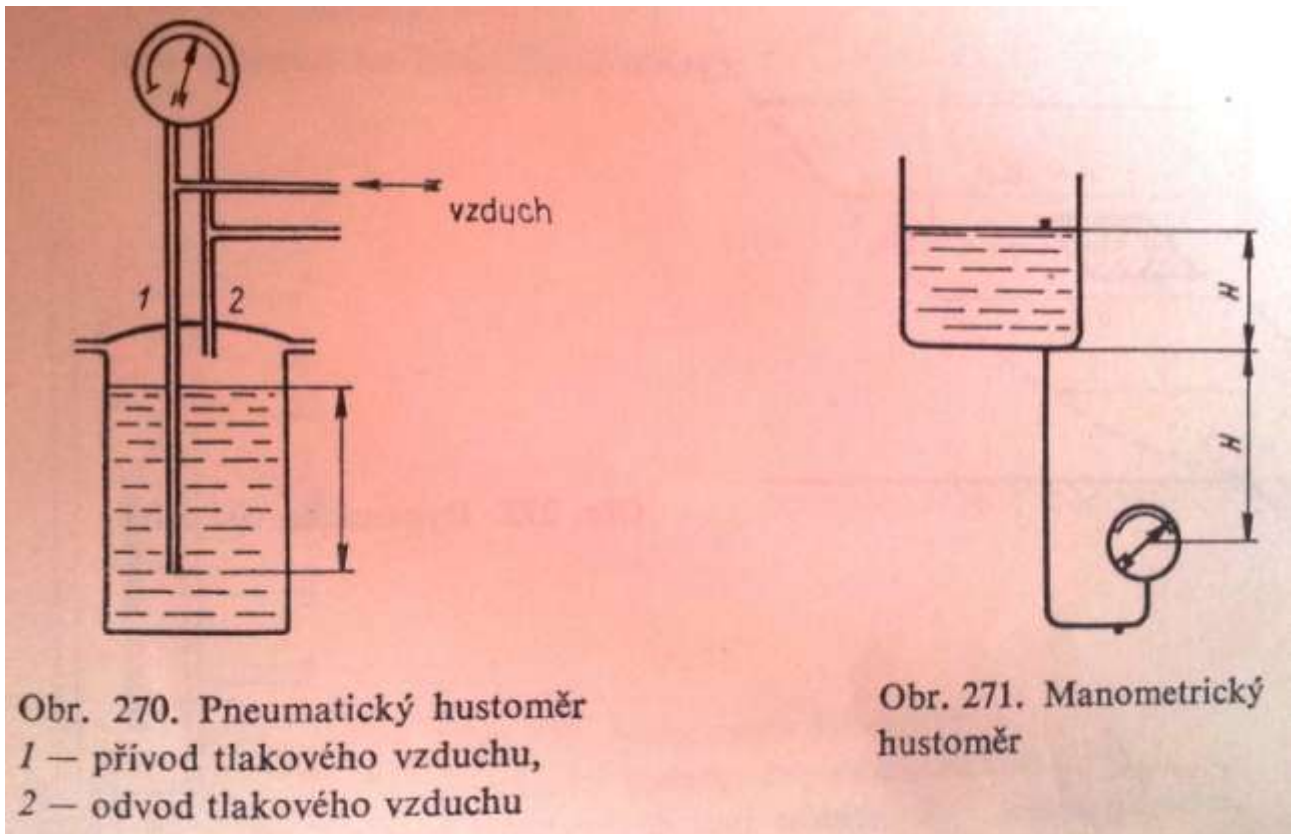 vzduch
1 2
H
H
Obr. 270. Pneumatický hustoměr
1 — přívod tlakového vzduchu,
2 — odvod tlakového vzduchu
Obr. 271. Manometrický
hustoměr